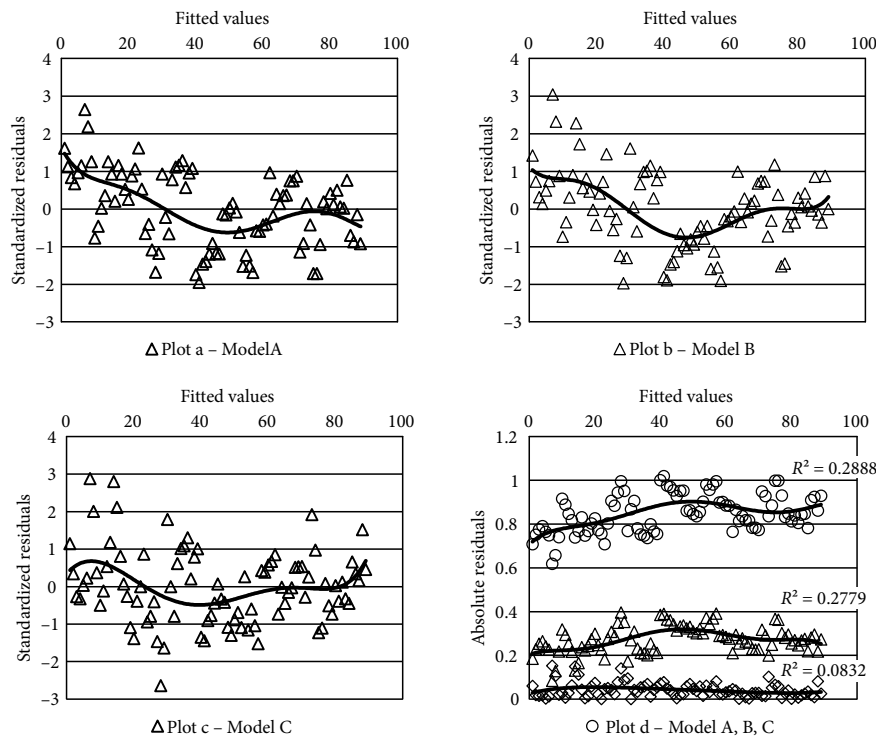 Fitted values
0 20 40 60 80 100
4
3
2
1
0
–1
–2
–3
Standardized residuals
Plot a – ModelA
Fitted values
0 20 40 60 80 100
4
3
2
1
0
–1
–2
–3
Standardized residuals
Plot b – Model B
Fitted values
0 20 40 60 80 100
4
3
2
1
0
–1
–2
–3
Standardized residuals
Plot c – Model C
Fitted values
0 20 40 60 80 100
1.2
1
0.8
0.6
0.4
0.2
0
Absolute residuals
R² = 0.2888
R² = 0.2779
R² = 0.0832
Plot d – Model A, B, C